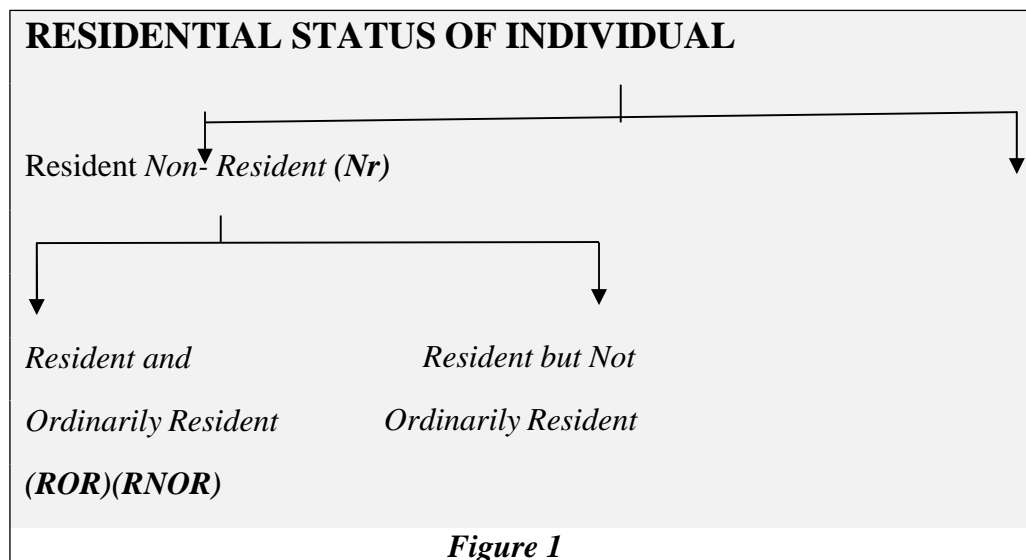 RESIDENTIAL STATUS OF INDIVIDUAL
Resident Non- Resident (Nr)
Resident and Resident but Not
Ordinarily Resident Ordinarily Resident
(ROR)(RNOR)
Figure 1